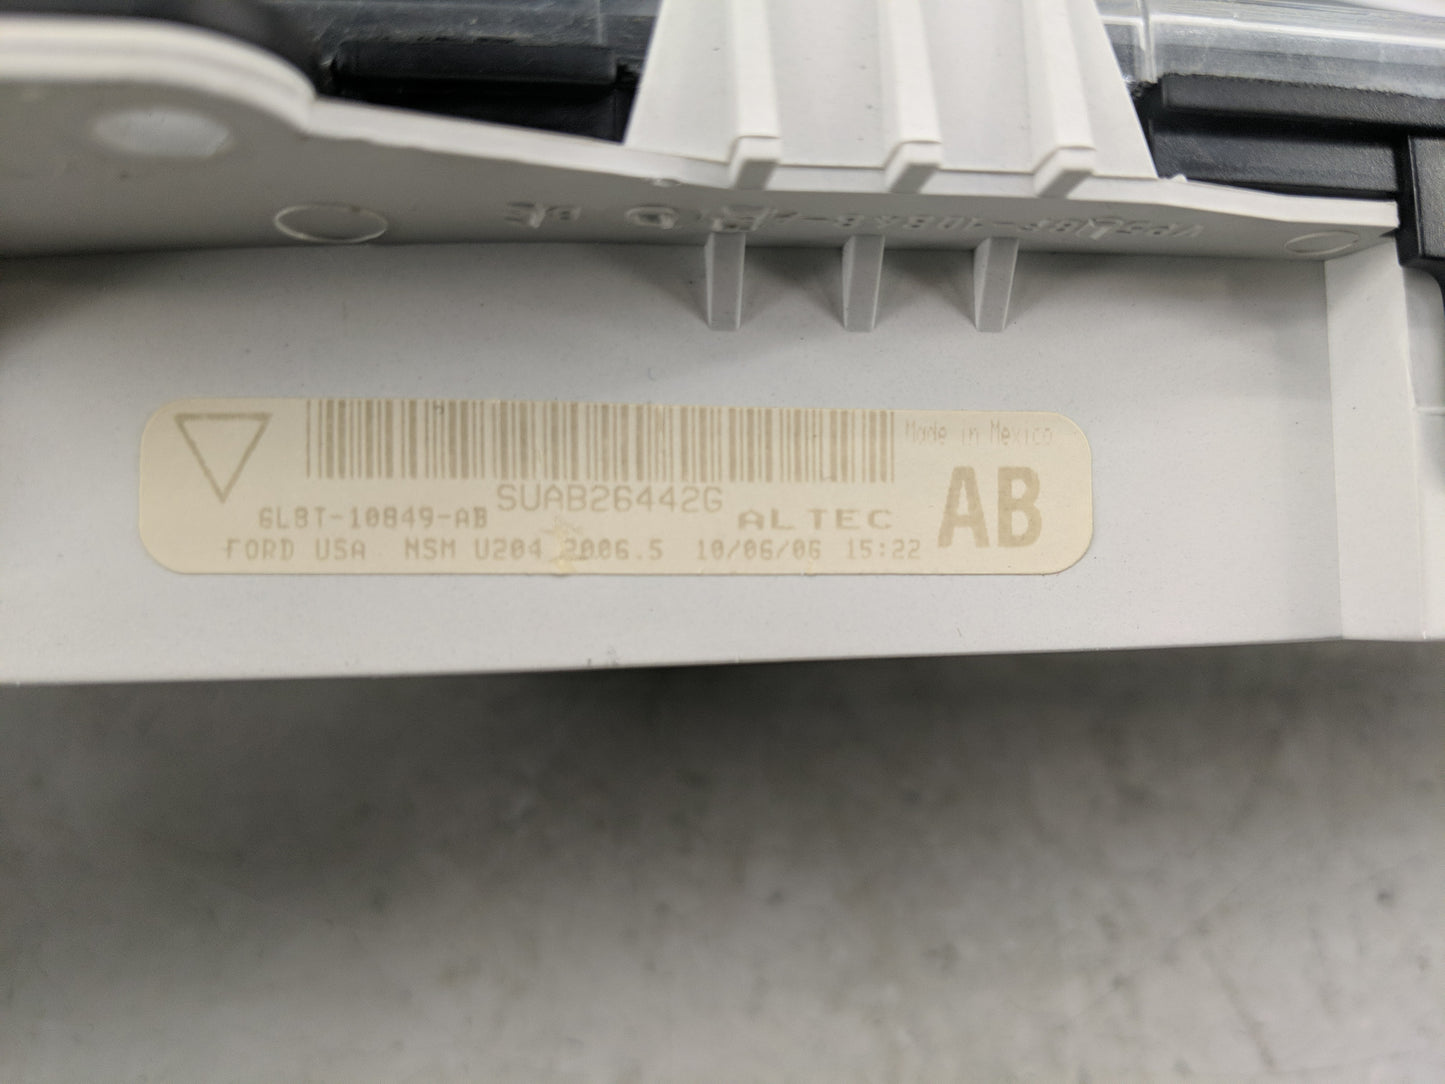 Made in Mexico
SUAB26442G
6L8T-10849-AB ALTEC AB
FORD USA NSM U204 2006.5 10/06/06 15:22